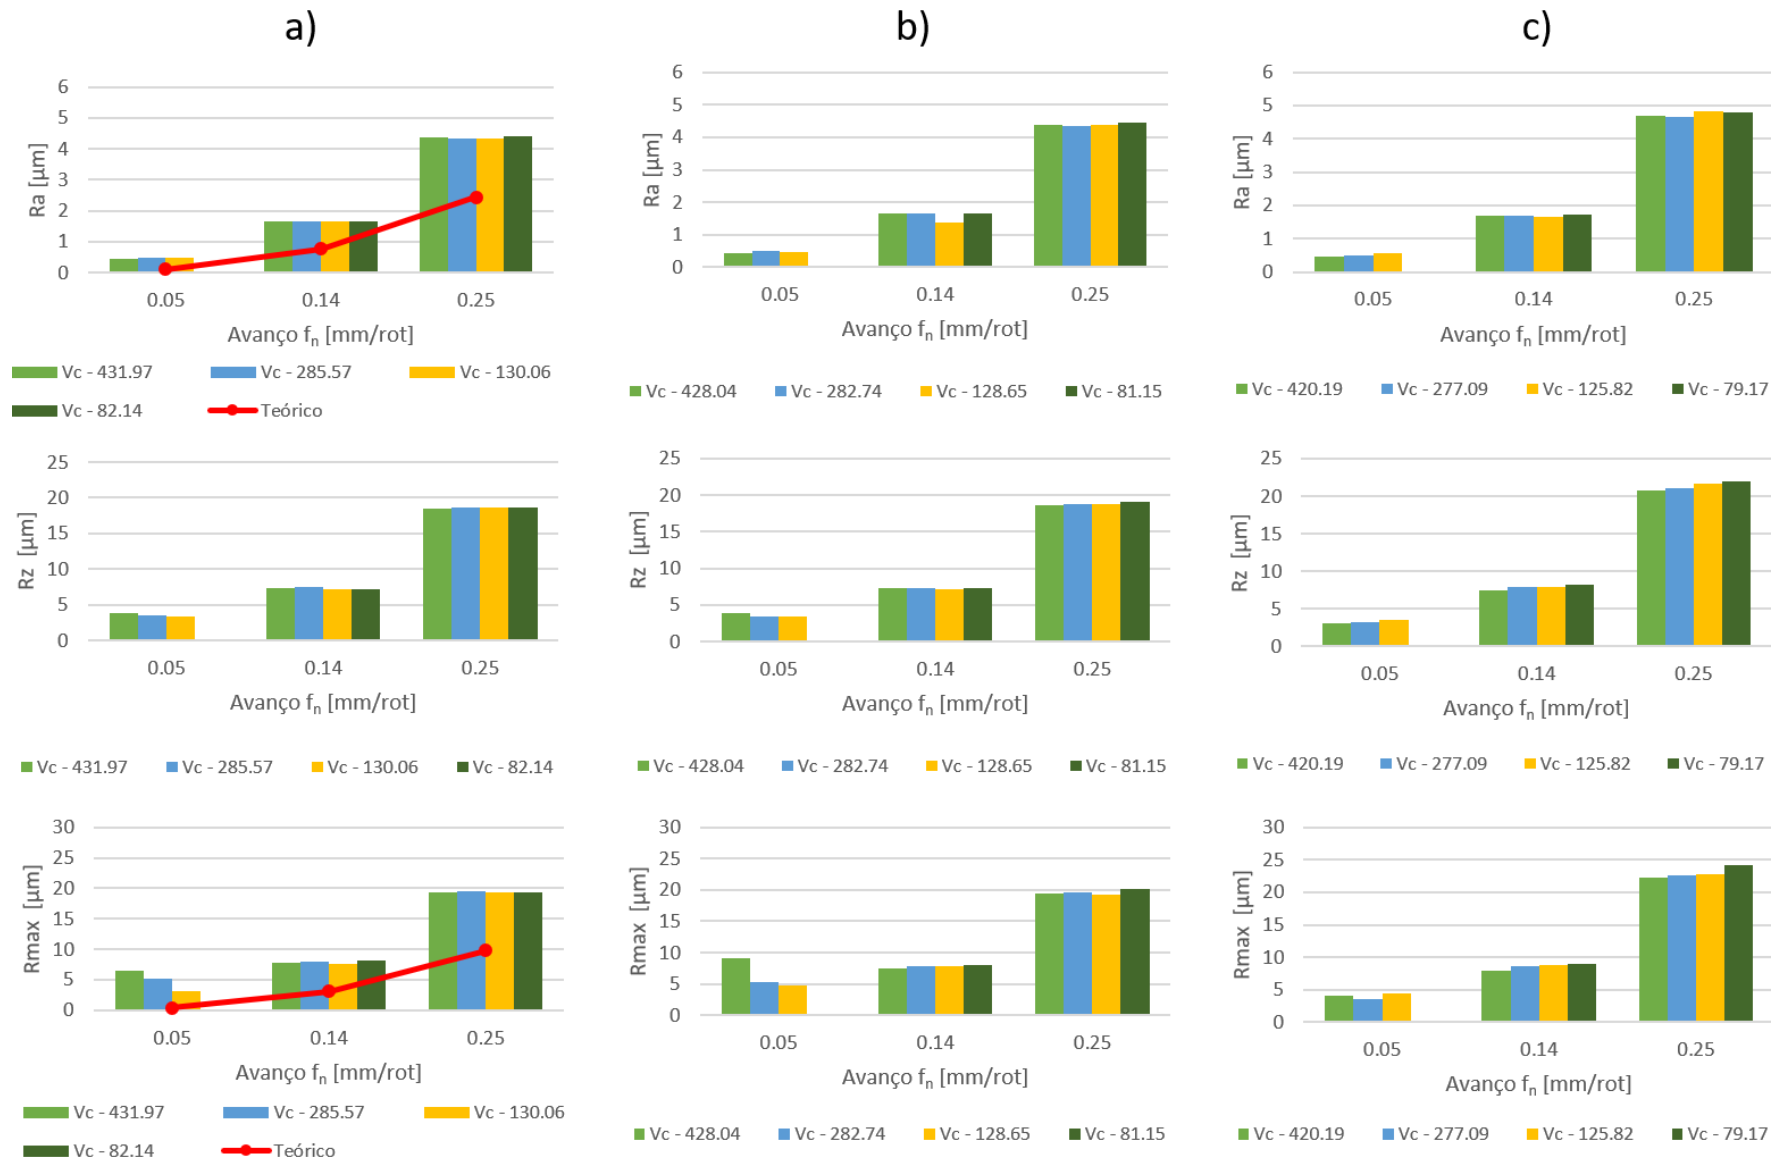 a)
b)
c)
6
5
4
3
2
1
0
Ra [µm]
0.05 0.14 0.25
Avanço fn [mm/rot]
Vc - 431.97 Vc - 285.57 Vc - 130.06
Vc - 82.14 Teórico
6
5
4
3
2
1
0
Ra [µm]
0.05 0.14 0.25
Avanço fn [mm/rot]
Vc - 428.04 Vc - 282.74 Vc - 128.65 Vc - 81.15
6
5
4
3
2
1
0
Ra [µm]
0.05 0.14 0.25
Avanço fn [mm/rot]
Vc - 420.19 Vc - 277.09 Vc - 125.82 Vc - 79.17
25
20
15
10
5
0
Rz [µm]
0.05 0.14 0.25
Avanço fn [mm/rot]
Vc - 431.97 Vc - 285.57 Vc - 130.06 Vc - 82.14
25
20
15
10
5
0
Rz [µm]
0.05 0.14 0.25
Avanço fn [mm/rot]
Vc - 428.04 Vc - 282.74 Vc - 128.65 Vc - 81.15
25
20
15
10
5
0
Rz [µm]
0.05 0.14 0.25
Avanço fn [mm/rot]
Vc - 420.19 Vc - 277.09 Vc - 125.82 Vc - 79.17
30
25
20
15
10
5
0
Rmax [µm]
0.05 0.14 0.25
Avanço fn [mm/rot]
Vc - 431.97 Vc - 285.57 Vc - 130.06
Vc - 82.14 Teórico
30
25
20
15
10
5
0
Rmax [µm]
0.05 0.14 0.25
Avanço fn [mm/rot]
Vc - 428.04 Vc - 282.74 Vc - 128.65 Vc - 81.15
30
25
20
15
10
5
0
Rmax [µm]
0.05 0.14 0.25
Avanço fn [mm/rot]
Vc - 420.19 Vc - 277.09 Vc - 125.82 Vc - 79.17